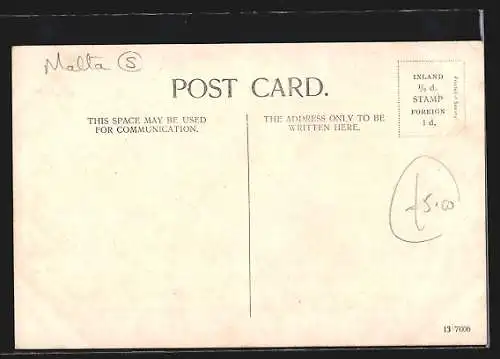 Malta S
POST CARD.
THIS SPACE MAY BE USED
FOR COMMUNICATION.
THE ADDRESS ONLY TO BE
WRITTEN HERE.
INLAND
½ d.
STAMP
FOREIGN
1 d.
£5.00
13 7000